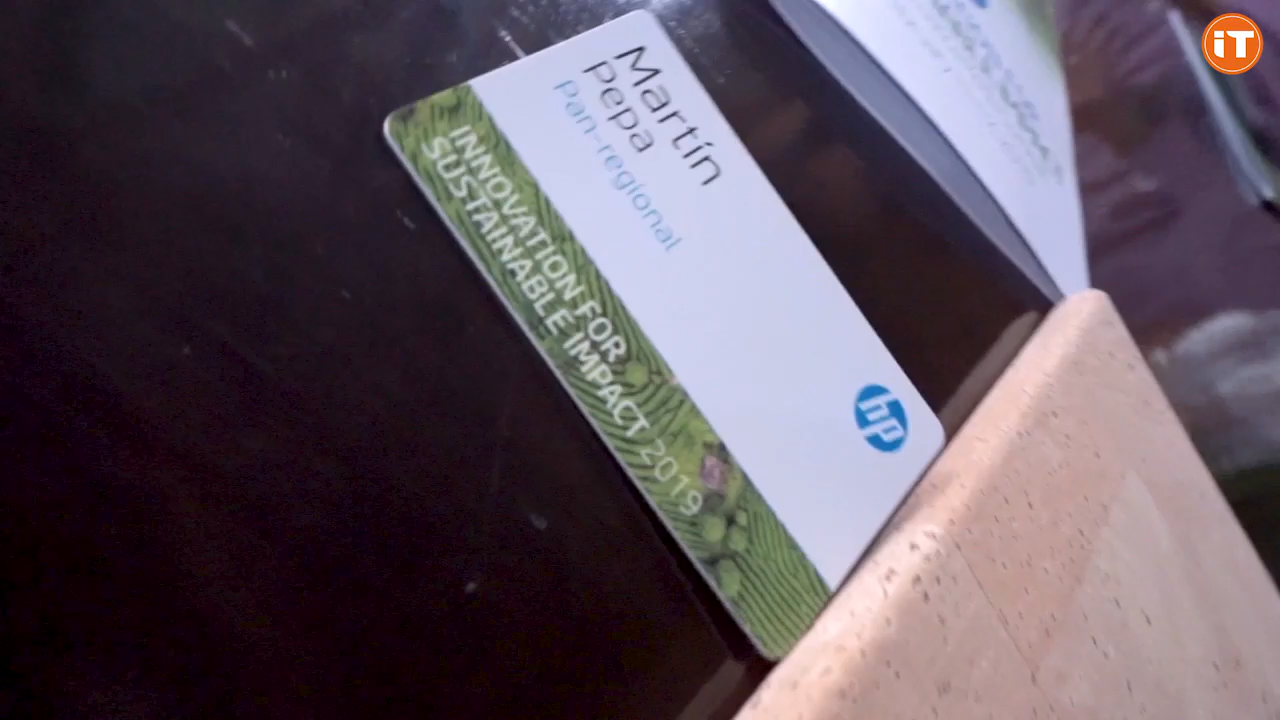 Martín
Pepa
Pan-regional
INNOVATION FOR
SUSTAINABLE IMPACT 2019
hp
iT